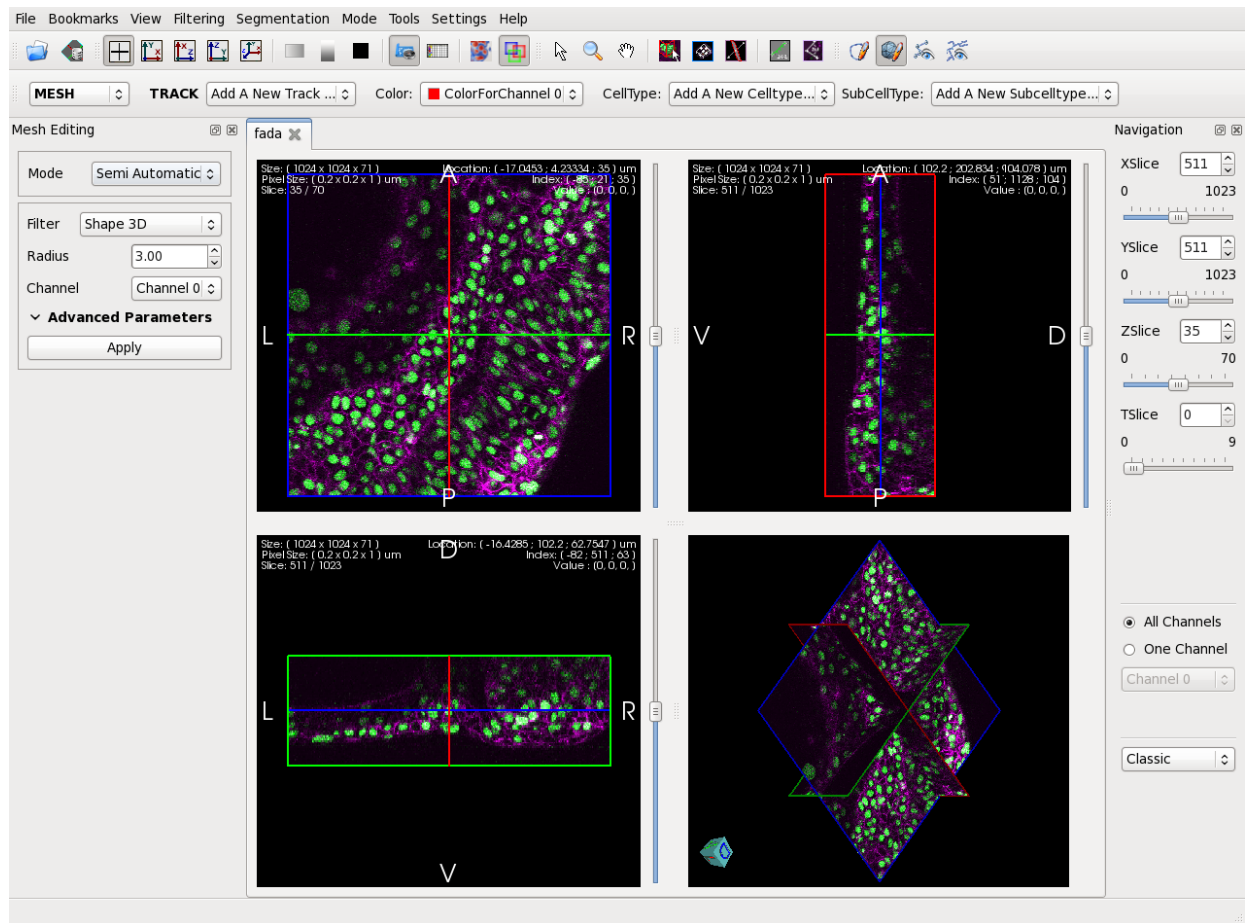 File Bookmarks View Filtering Segmentation Mode Tools Settings Help
MESH TRACK Add A New Track ... Color: ColorForChannel 0 CellType: Add A New Celltype... SubCellType: Add A New Subcelltype...
Mesh Editing
Mode Semi Automatic
Filter Shape 3D
Radius 3.00
Channel Channel 0
Advanced Parameters
Apply
fada
Size: ( 1024 x 1024 x 71 ) Location: ( -17.0453 ; 4.23334 ; 35 ) um
Pixel Size: ( 0.2 x 0.2 x 1 ) um Index: ( -85 ; 21 ; 35 )
Slice: 35 / 70 Value : (0, 0, 0, )
A
L R
P
Size: ( 1024 x 1024 x 71 ) Location: ( 102.2 ; 202.834 ; 104.078 ) um
Pixel Size: ( 0.2 x 0.2 x 1 ) um Index: ( 51 ; 1128 ; 104 )
Slice: 511 / 1023 Value : (0, 0, 0, )
A
V D
P
Size: ( 1024 x 1024 x 71 ) Location: ( -16.4285 ; 102.2 ; 62.7547 ) um
Pixel Size: ( 0.2 x 0.2 x 1 ) um Index: ( -82 ; 511 ; 63 )
Slice: 511 / 1023 Value : (0, 0, 0, )
D
L R
V
Navigation
XSlice 511
0 1023
YSlice 511
0 1023
ZSlice 35
0 70
TSlice 0
0 9
All Channels
One Channel
Channel 0
Classic